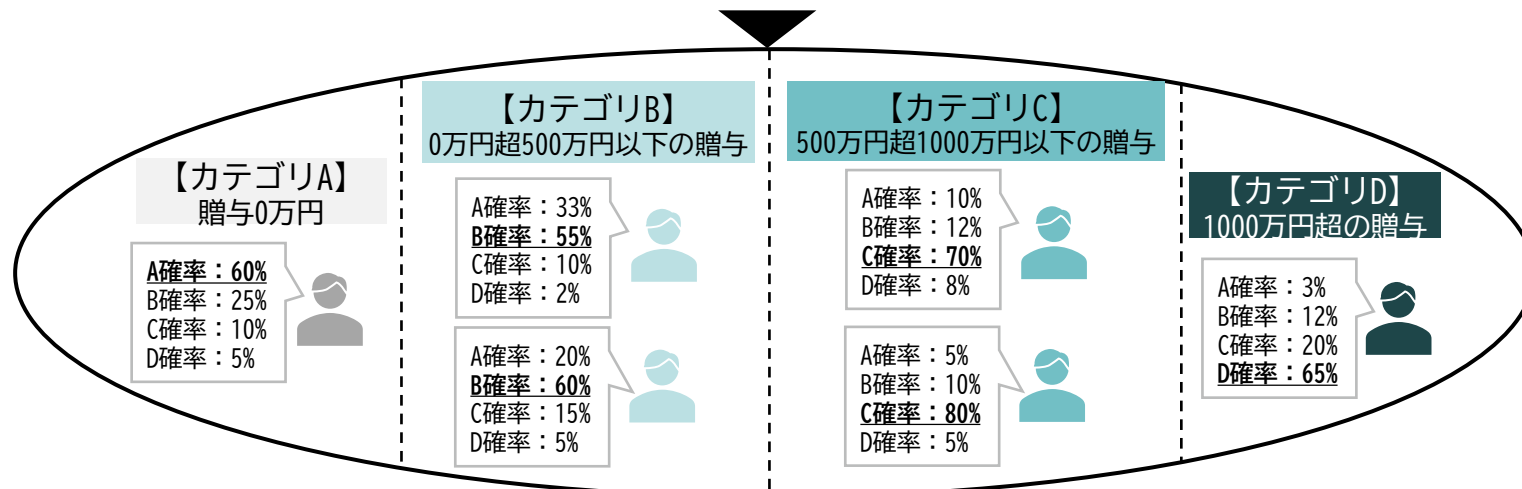 【カテゴリA】
贈与0万円
A確率：60%
B確率：25%
C確率：10%
D確率：5%
【カテゴリB】
0万円超500万円以下の贈与
A確率：33%
B確率：55%
C確率：10%
D確率：2%
A確率：20%
B確率：60%
C確率：15%
D確率：5%
【カテゴリC】
500万円超1000万円以下の贈与
A確率：10%
B確率：12%
C確率：70%
D確率：8%
A確率：5%
B確率：10%
C確率：80%
D確率：5%
【カテゴリD】
1000万円超の贈与
A確率：3%
B確率：12%
C確率：20%
D確率：65%